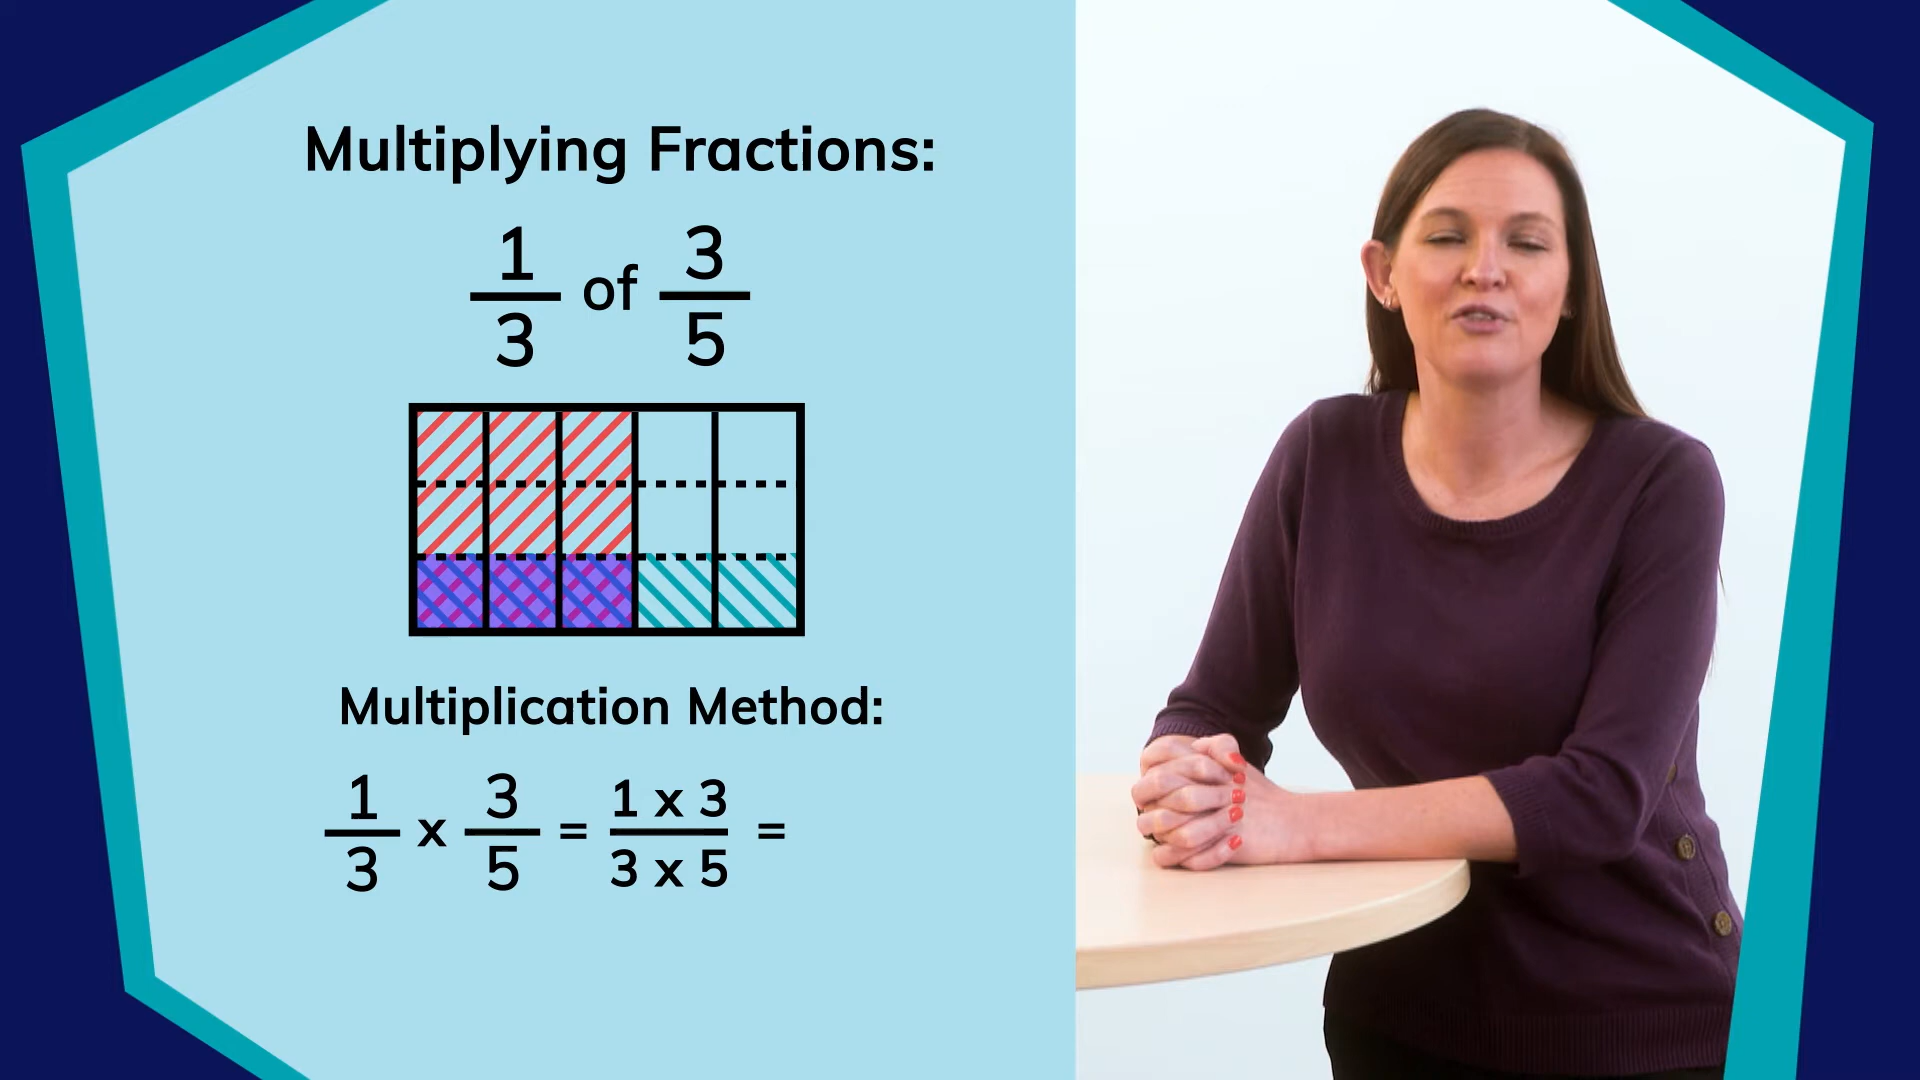 Multiplying Fractions:
1/3 of 3/5
Multiplication Method:
1/3 x 3/5 = 1 x 3/3 x 5 =